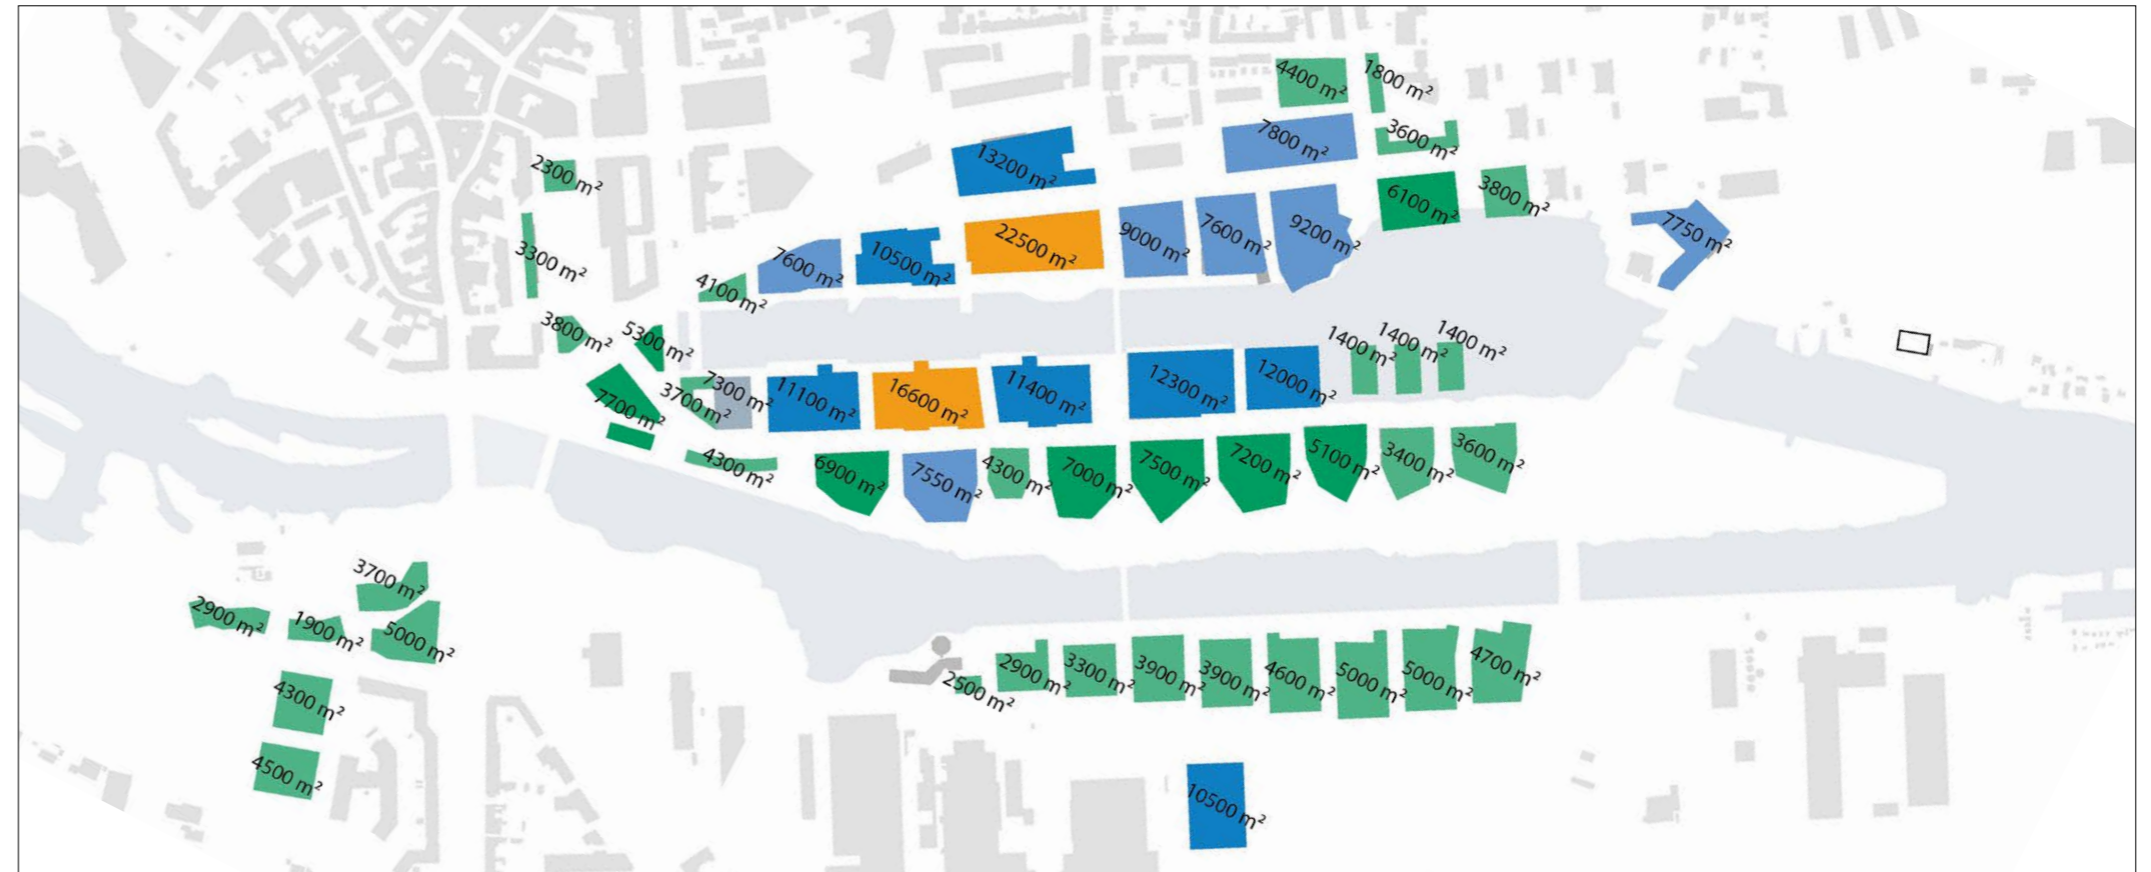 4400 m²
1800 m²
7800 m²
3600 m²
13200 m²
2300 m²
6100 m²
3800 m²
7750 m²
22500 m²
9000 m²
7600 m²
9200 m²
10500 m²
7600 m²
3300 m²
4100 m²
3800 m²
5300 m²
1400 m²
1400 m²
1400 m²
7700 m²
3700 m²
7300 m²
11100 m²
16600 m²
11400 m²
12300 m²
12000 m²
4300 m²
6900 m²
7550 m²
4300 m²
7000 m²
7500 m²
7200 m²
5100 m²
3400 m²
3600 m²
3700 m²
2900 m²
1900 m²
5000 m²
4300 m²
4500 m²
2500 m²
2900 m²
3300 m²
3900 m²
3900 m²
4600 m²
5000 m²
5000 m²
4700 m²
10500 m²